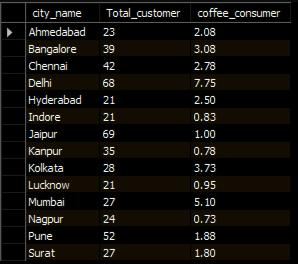 city_name Total_customer coffee_consumer
Ahmedabad 23 2.08
Bangalore 39 3.08
Chennai 42 2.78
Delhi 68 7.75
Hyderabad 21 2.50
Indore 21 0.83
Jaipur 69 1.00
Kanpur 35 0.78
Kolkata 28 3.73
Lucknow 21 0.95
Mumbai 27 5.10
Nagpur 24 0.73
Pune 52 1.88
Surat 27 1.80